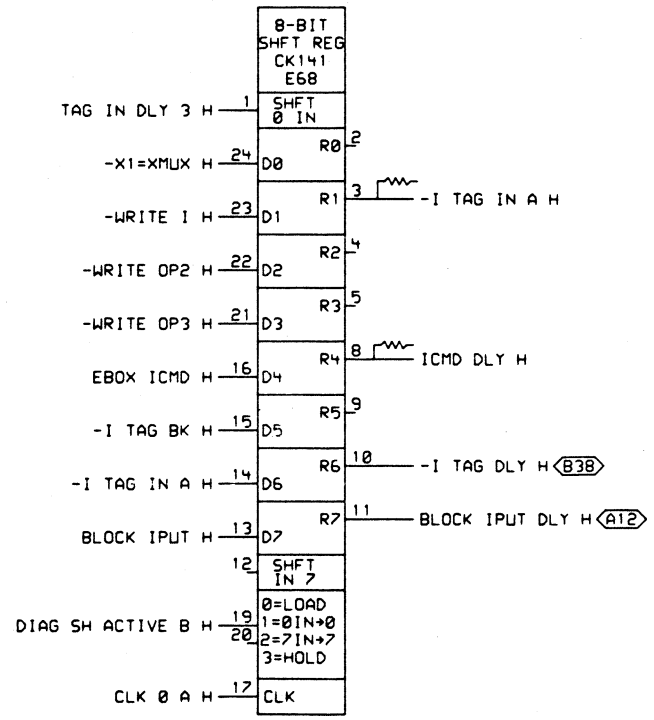 8-BIT
SHFT REG
CK141
E68
TAG IN DLY 3 H 1 SHFT
0 IN
R0 2
-X1=XMUX H 24 D0
R1 3 -I TAG IN A H
-WRITE I H 23 D1
R2 4
-WRITE OP2 H 22 D2
R3 5
-WRITE OP3 H 21 D3
R4 8 ICMD DLY H
EBOX ICMD H 16 D4
R5 9
-I TAG BK H 15 D5
R6 10 -I TAG DLY H B38
-I TAG IN A H 14 D6
R7 11 BLOCK IPUT DLY H A12
BLOCK IPUT H 13 D7
12 SHFT
IN 7
0=LOAD
DIAG SH ACTIVE B H 19 1=0IN→0
20 2=7IN→7
3=HOLD
CLK 0 A H 17 CLK